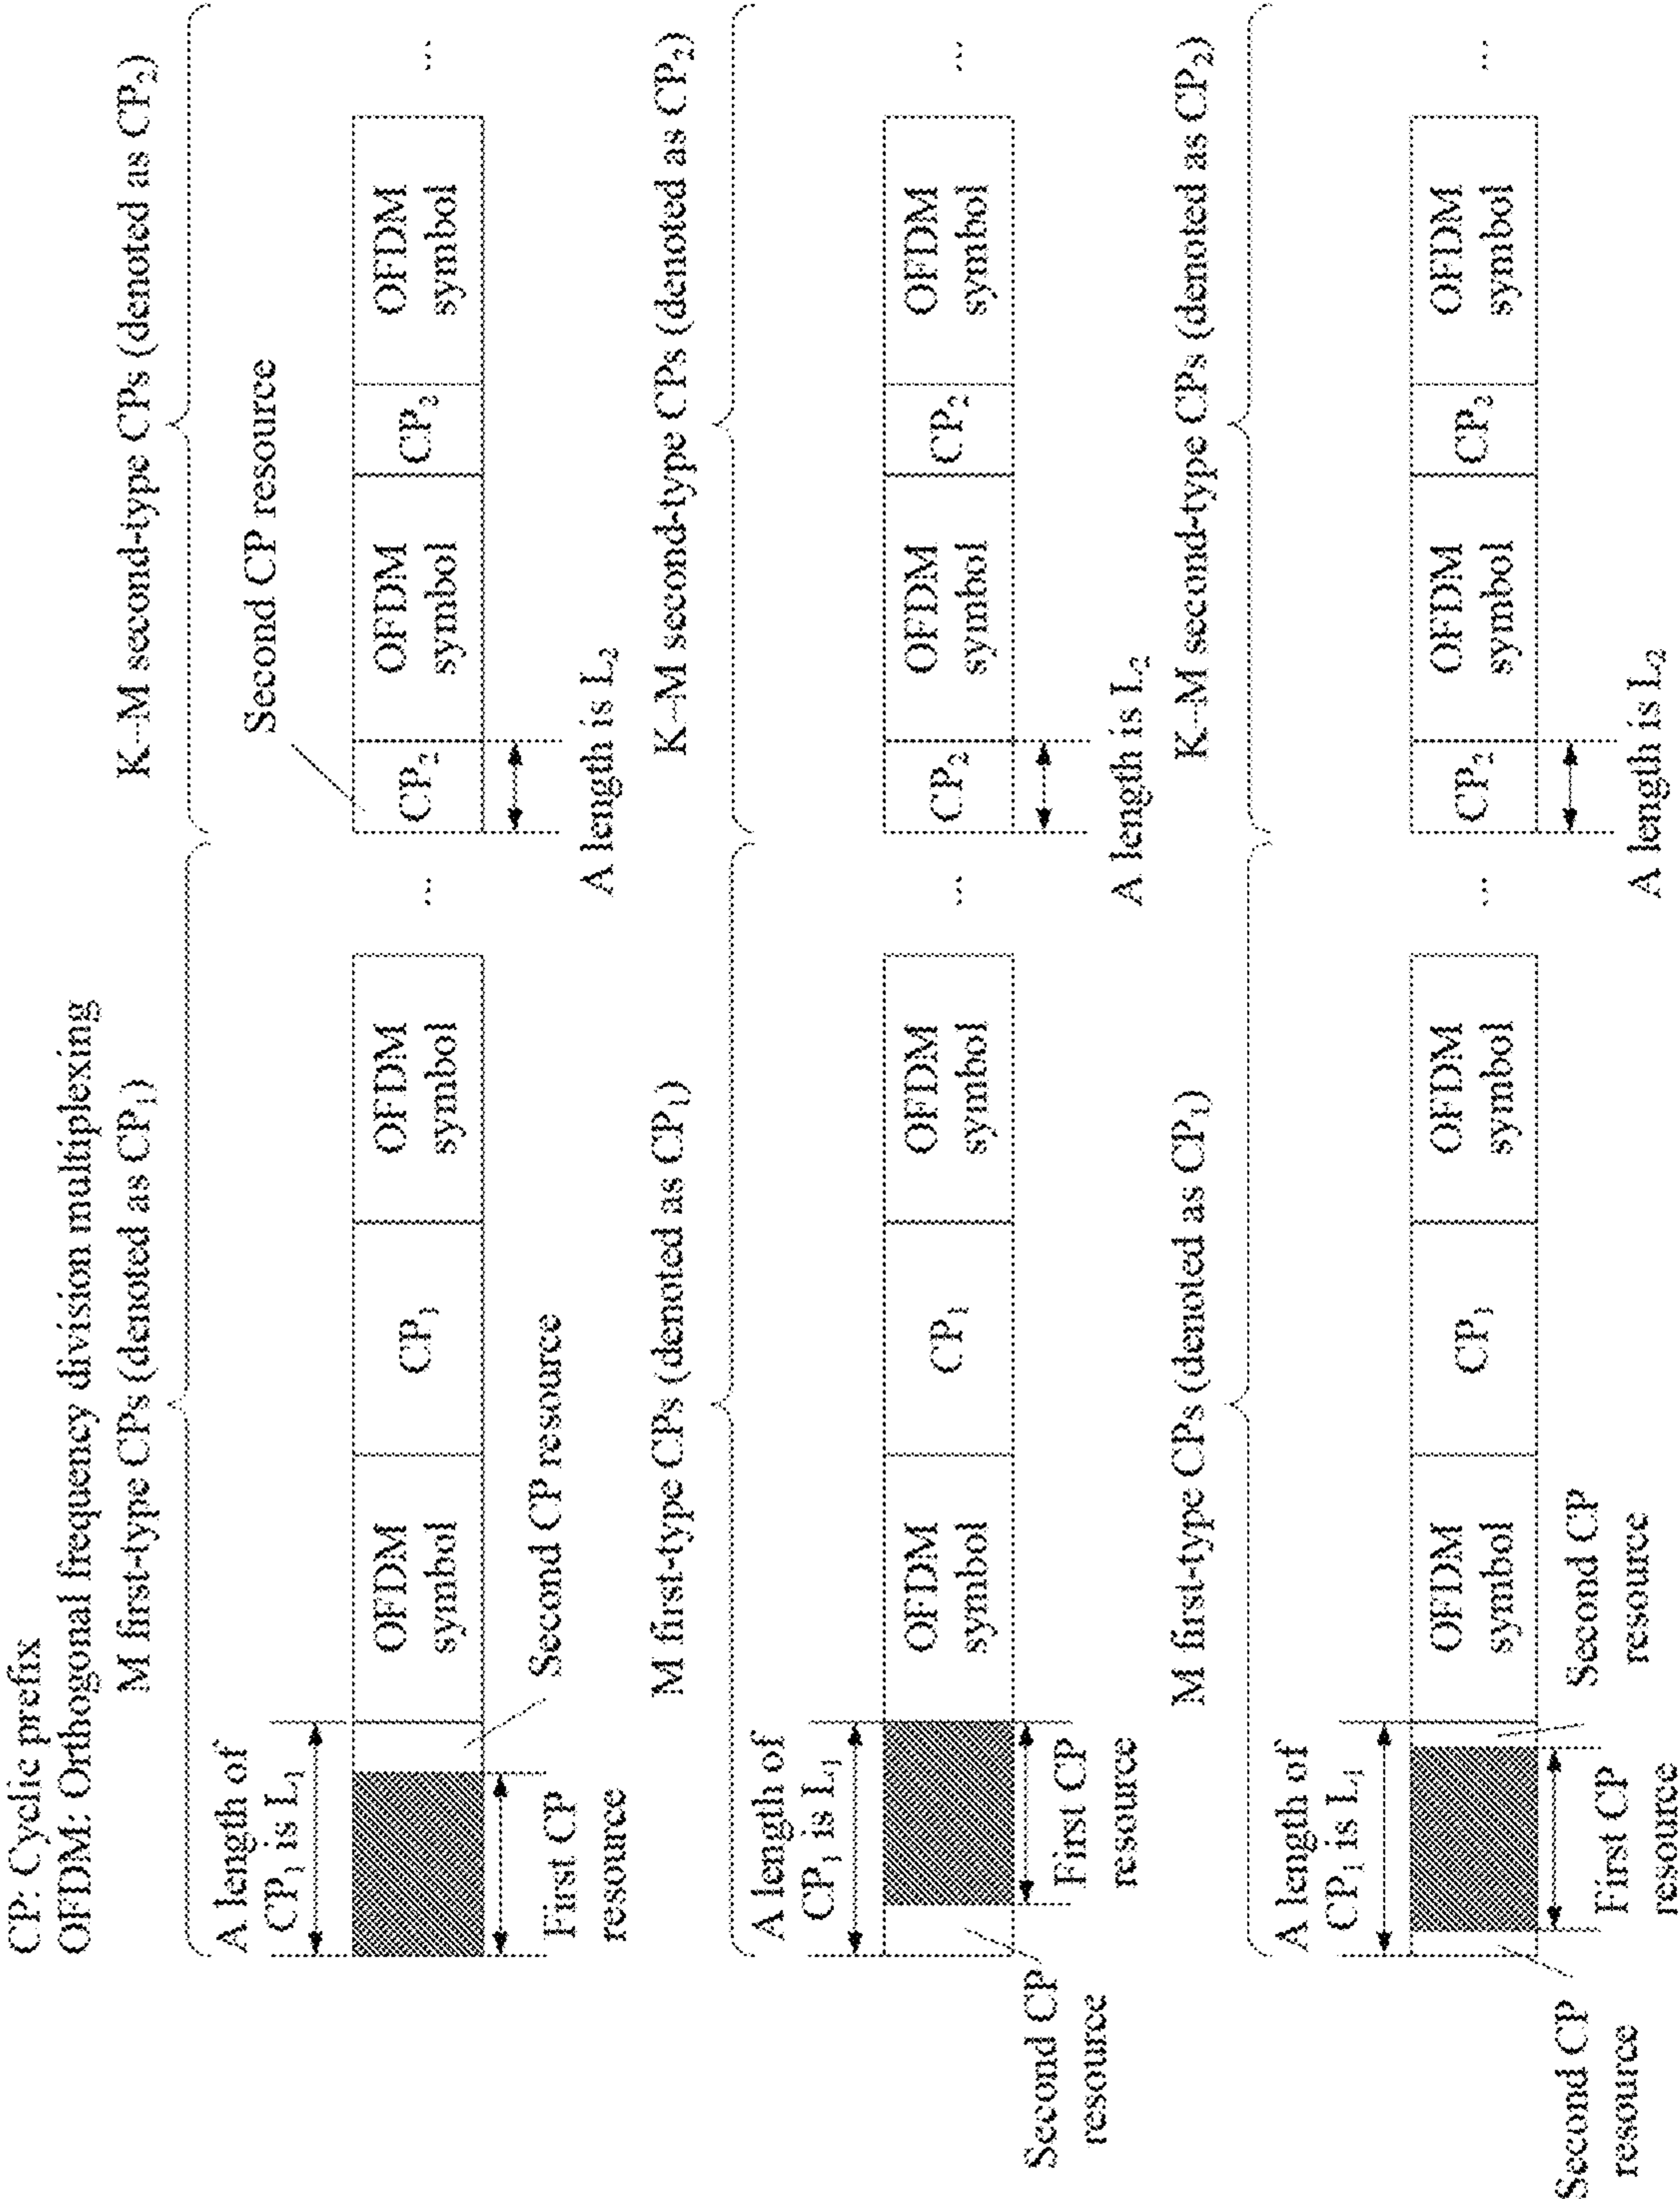 CP: Cyclic prefix
OFDM: Orthogonal frequency division multiplexing
M first-type CPs (denoted as CP₁)
K–M second-type CPs (denoted as CP₂)
A length of
CP₁ is L₁
Second CP resource
OFDM
symbol
CP₁
OFDM
symbol
...
CP₂
OFDM
symbol
CP₂
OFDM
symbol
...
First CP
resource
Second CP resource
A length is L₂
M first-type CPs (denoted as CP₁)
K–M second-type CPs (denoted as CP₂)
A length of
CP₁ is L₁
OFDM
symbol
CP₁
OFDM
symbol
...
CP₂
OFDM
symbol
CP₂
OFDM
symbol
...
Second CP
resource
First CP
resource
A length is L₂
M first-type CPs (denoted as CP₁)
K–M second-type CPs (denoted as CP₂)
A length of
CP₁ is L₁
OFDM
symbol
CP₁
OFDM
symbol
...
CP₂
OFDM
symbol
CP₂
OFDM
symbol
...
Second CP
resource
First CP
resource
Second CP
resource
A length is L₂